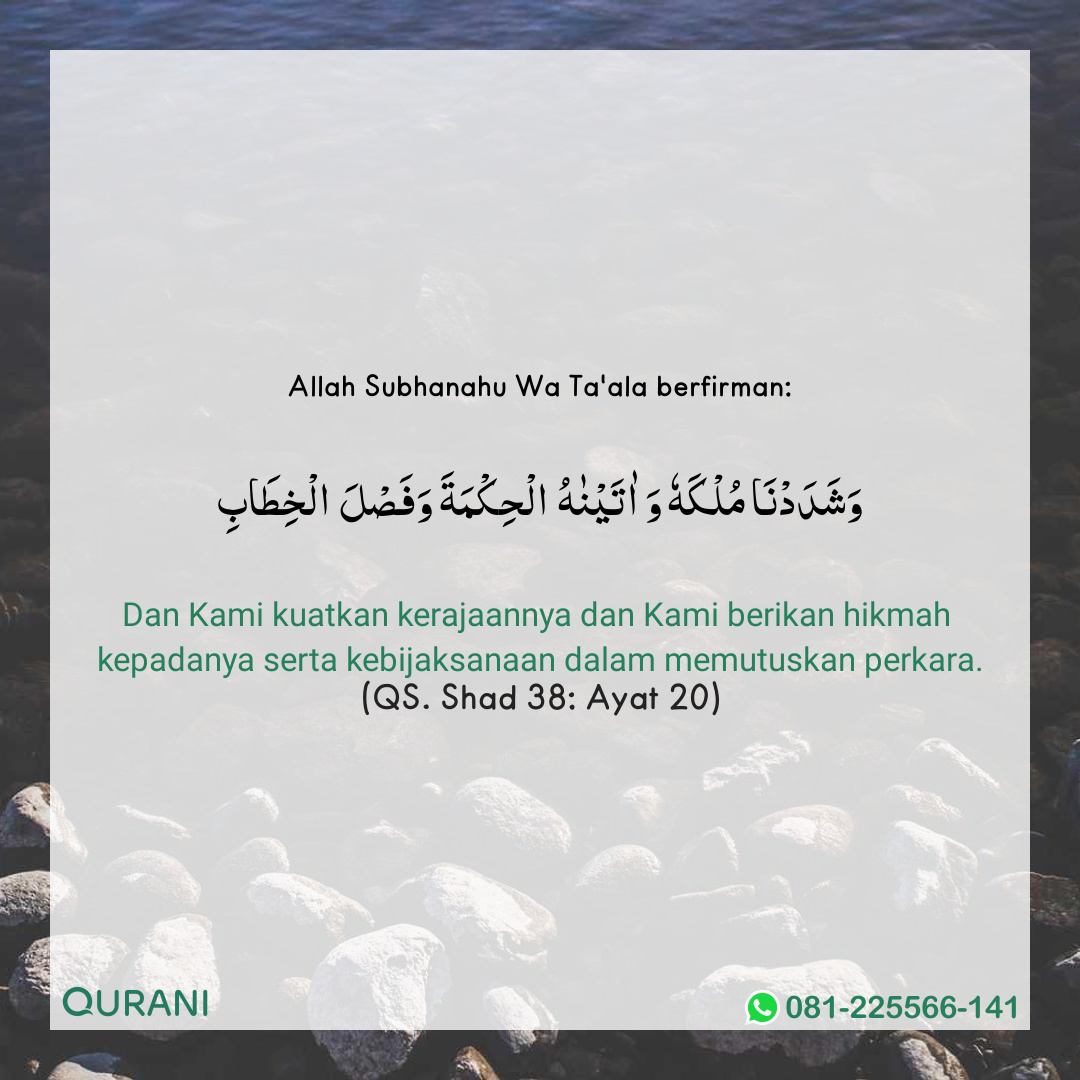 Allah Subhanahu Wa Ta'ala berfirman:
وَشَدَدْنَا مُلْكَهٗ وَ اٰتَيْنٰهُ الْحِكْمَةَ وَفَصْلَ الْخِطَابِ
Dan Kami kuatkan kerajaannya dan Kami berikan hikmah
kepadanya serta kebijaksanaan dalam memutuskan perkara.
(QS. Shad 38: Ayat 20)
QURANI
081-225566-141